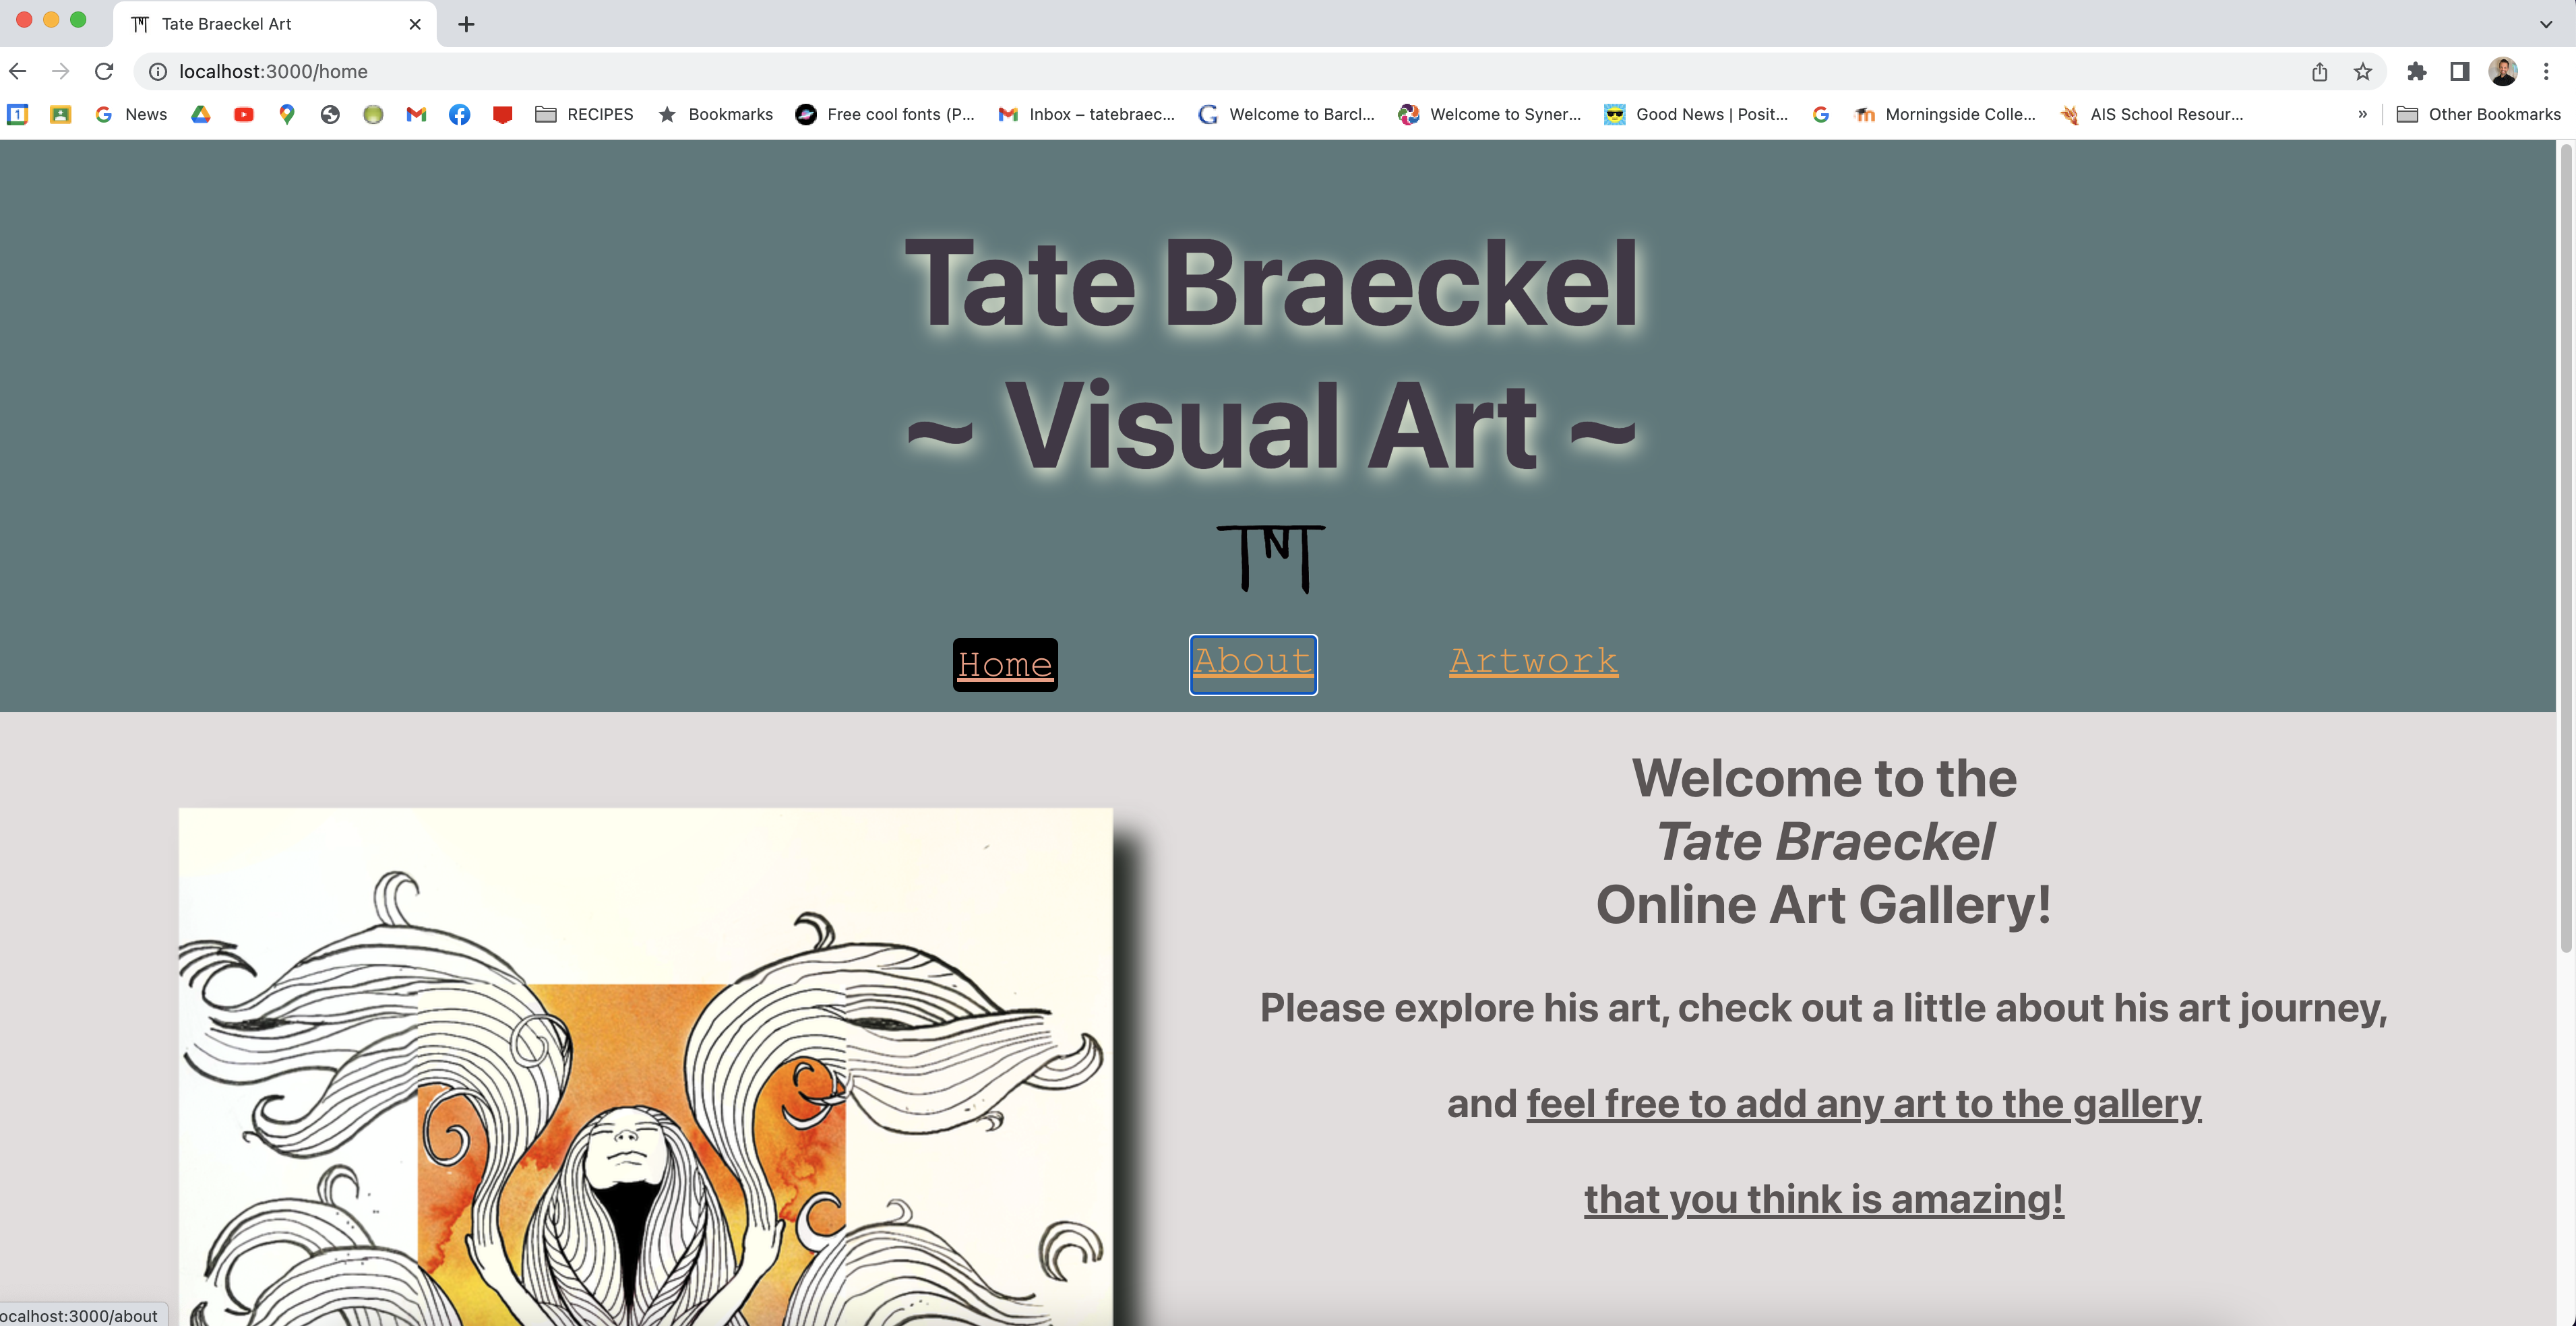 Tate Braeckel Art
localhost:3000/home
1 News RECIPES Bookmarks Free cool fonts (P... Inbox – tatebraec... Welcome to Barcl... Welcome to Syner... Good News | Posit... Morningside Colle... AIS School Resour... » Other Bookmarks
Tate Braeckel
~ Visual Art ~
TNT
Home About Artwork
Welcome to the
Tate Braeckel
Online Art Gallery!
Please explore his art, check out a little about his art journey,
and feel free to add any art to the gallery
that you think is amazing!
ocalhost:3000/about